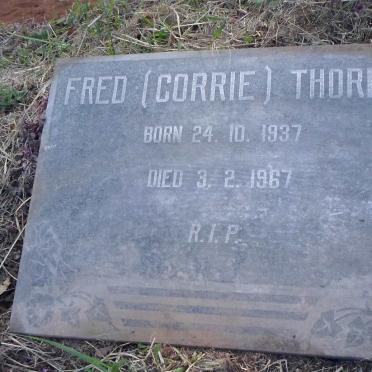 FRED (CORRIE) THOR
BORN 24. 10. 1937
DIED 3. 2. 1967
R.I.P.